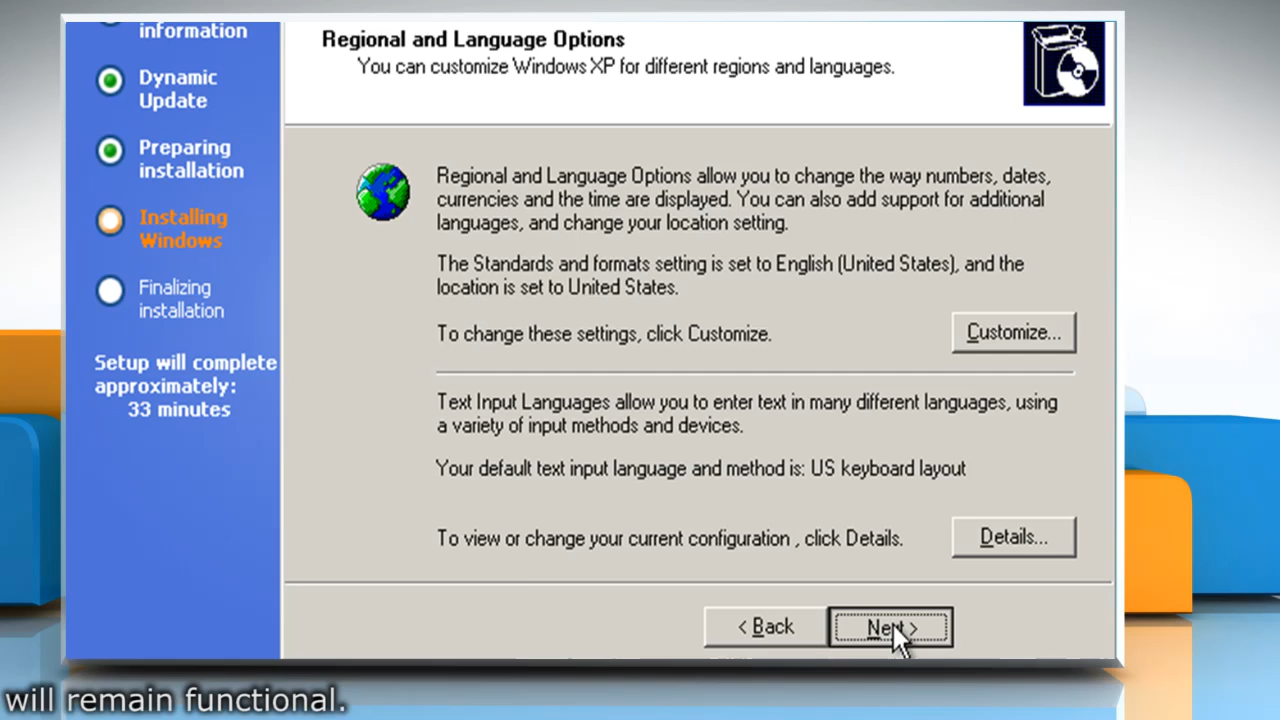 information
Dynamic
Update
Preparing
installation
Installing
Windows
Finalizing
installation
Setup will complete
approximately:
33 minutes
Regional and Language Options
You can customize Windows XP for different regions and languages.
Regional and Language Options allow you to change the way numbers, dates,
currencies and the time are displayed. You can also add support for additional
languages, and change your location setting.
The Standards and formats setting is set to English (United States), and the
location is set to United States.
To change these settings, click Customize.
Customize...
Text Input Languages allow you to enter text in many different languages, using
a variety of input methods and devices.
Your default text input language and method is: US keyboard layout
To view or change your current configuration , click Details.
Details...
< Back
Next >
will remain functional.